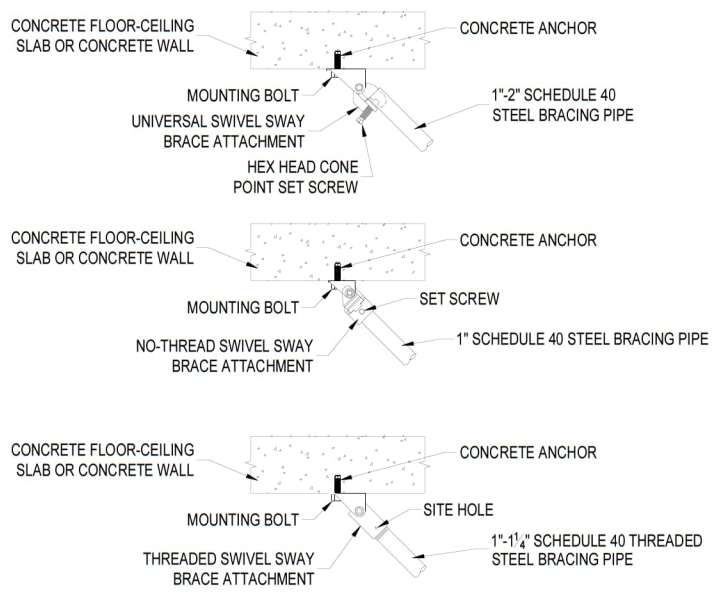 CONCRETE FLOOR-CEILING
SLAB OR CONCRETE WALL
CONCRETE ANCHOR
MOUNTING BOLT
UNIVERSAL SWIVEL SWAY
BRACE ATTACHMENT
1"-2" SCHEDULE 40
STEEL BRACING PIPE
HEX HEAD CONE
POINT SET SCREW
CONCRETE FLOOR-CEILING
SLAB OR CONCRETE WALL
CONCRETE ANCHOR
MOUNTING BOLT
SET SCREW
NO-THREAD SWIVEL SWAY
BRACE ATTACHMENT
1" SCHEDULE 40 STEEL BRACING PIPE
CONCRETE FLOOR-CEILING
SLAB OR CONCRETE WALL
CONCRETE ANCHOR
MOUNTING BOLT
SITE HOLE
THREADED SWIVEL SWAY
BRACE ATTACHMENT
1"-1¼" SCHEDULE 40 THREADED
STEEL BRACING PIPE